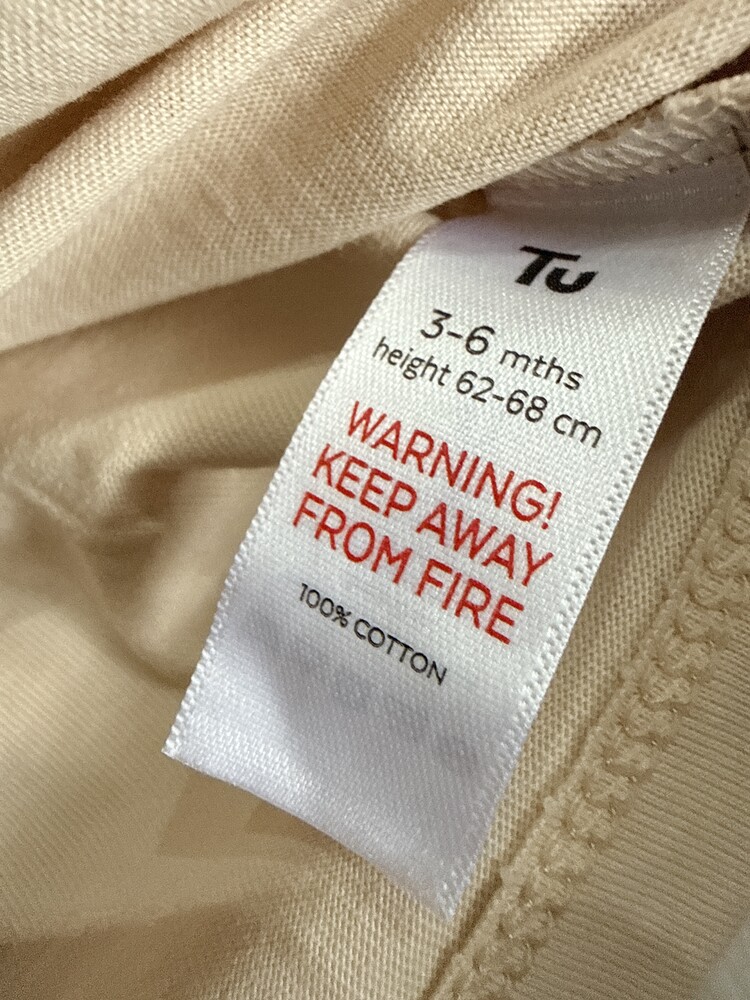 Tu
3-6 mths
height 62-68 cm
WARNING!
KEEP AWAY
FROM FIRE
100% COTTON